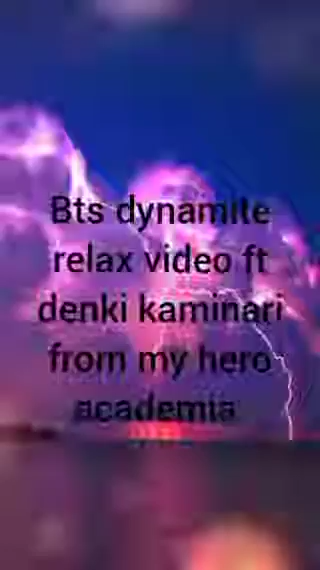 Bts dynamite
relax video ft
denki kaminari
from my hero
academia